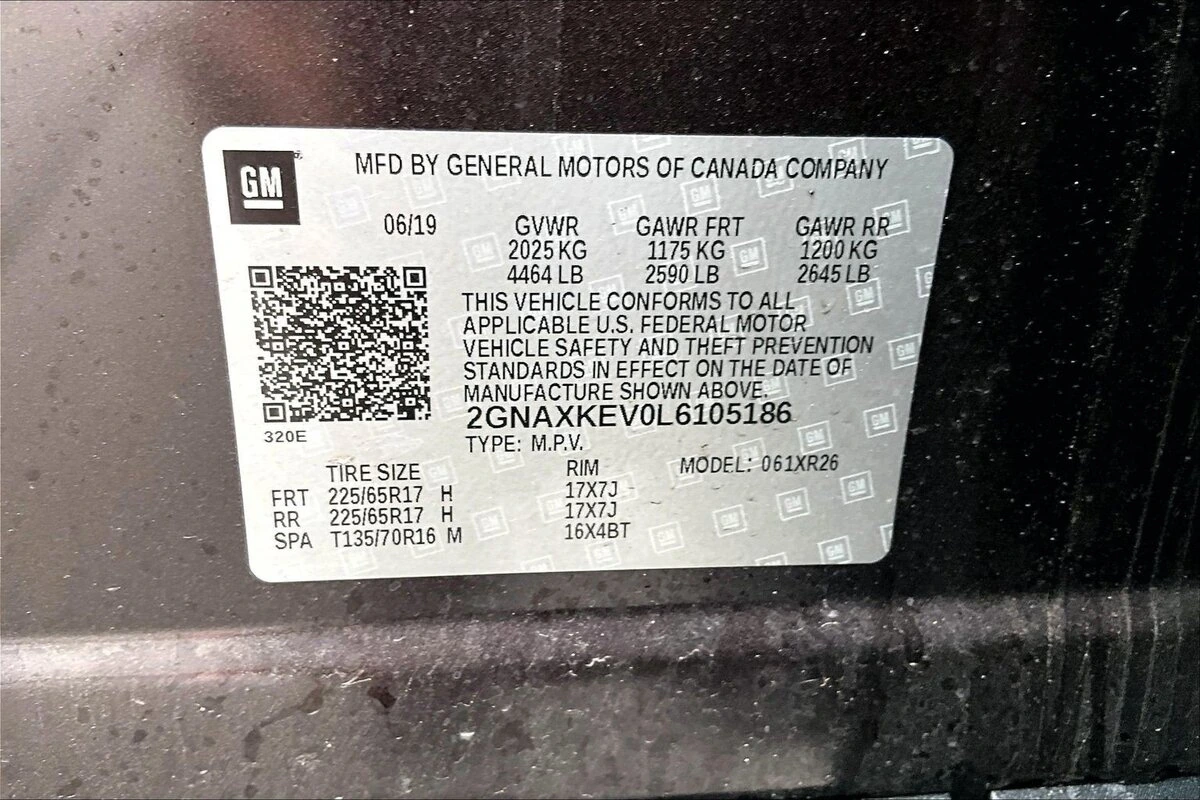 GM
MFD BY GENERAL MOTORS OF CANADA COMPANY
06/19 GVWR GAWR FRT GAWR RR
2025 KG 1175 KG 1200 KG
4464 LB 2590 LB 2645 LB
THIS VEHICLE CONFORMS TO ALL
APPLICABLE U.S. FEDERAL MOTOR
VEHICLE SAFETY AND THEFT PREVENTION
STANDARDS IN EFFECT ON THE DATE OF
MANUFACTURE SHOWN ABOVE.
2GNAXKEV0L6105186
320E
TYPE: M.P.V.
TIRE SIZE RIM MODEL: 061XR26
FRT 225/65R17 H 17X7J
RR 225/65R17 H 17X7J
SPA T135/70R16 M 16X4BT